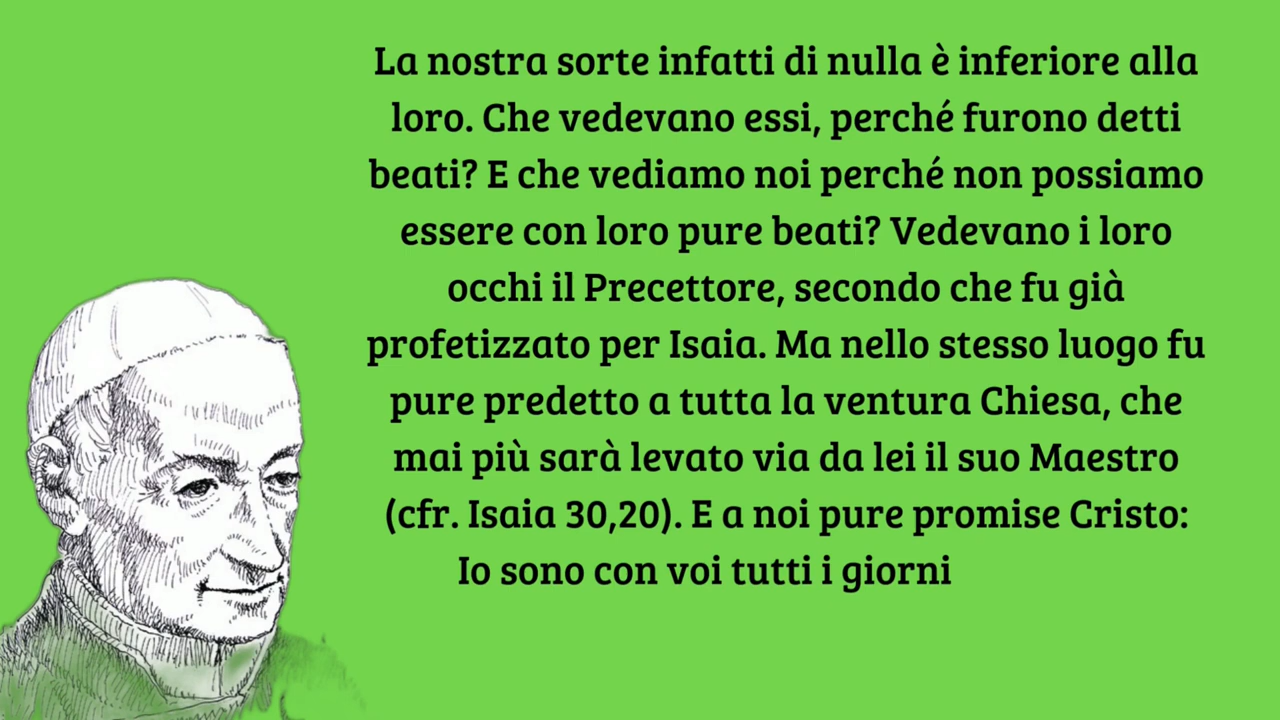 La nostra sorte infatti di nulla è inferiore alla
loro. Che vedevano essi, perché furono detti
beati? E che vediamo noi perché non possiamo
essere con loro pure beati? Vedevano i loro
occhi il Precettore, secondo che fu già
profetizzato per Isaia. Ma nello stesso luogo fu
pure predetto a tutta la ventura Chiesa, che
mai più sarà levato via da lei il suo Maestro
(cfr. Isaia 30,20). E a noi pure promise Cristo:
Io sono con voi tutti i giorni